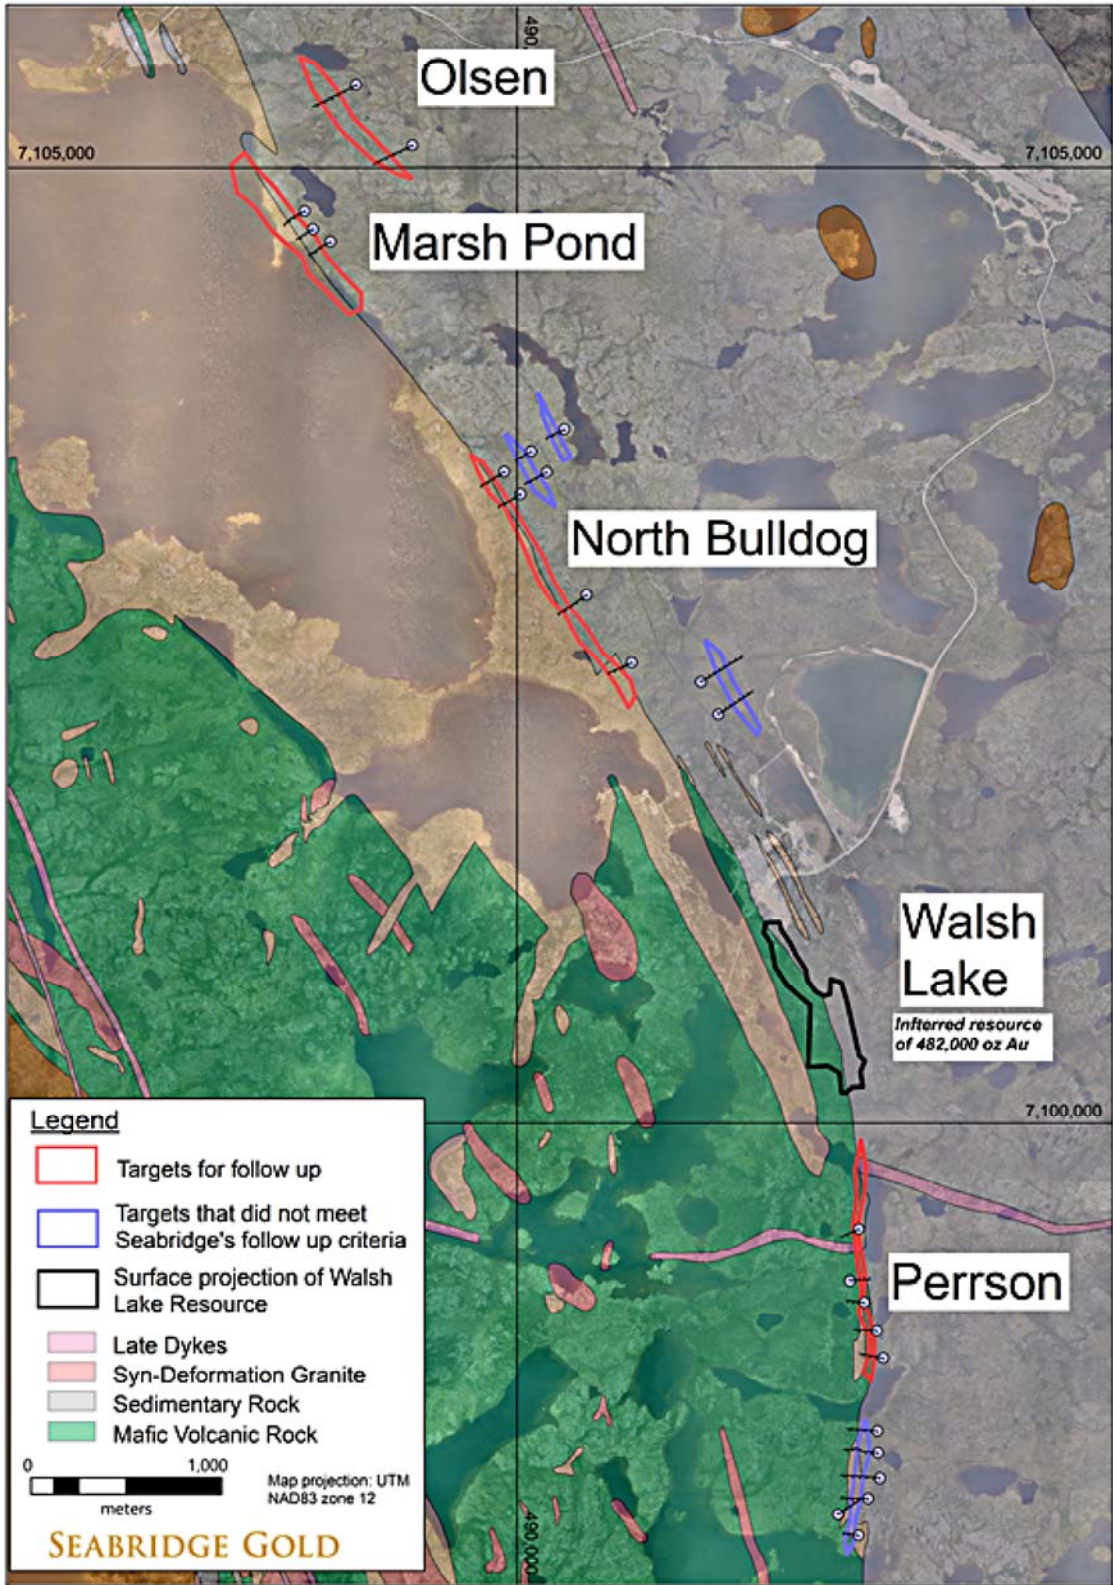 490,
Olsen
7,105,000
7,105,000
Marsh Pond
North Bulldog
Walsh
Lake
Infterred resource
of 482,000 oz Au
7,100,000
Perrson
Legend
Targets for follow up
Targets that did not meet
Seabridge's follow up criteria
Surface projection of Walsh
Lake Resource
Late Dykes
Syn-Deformation Granite
Sedimentary Rock
Mafic Volcanic Rock
0 1,000
meters
Map projection: UTM
NAD83 zone 12
SEABRIDGE GOLD
490,000